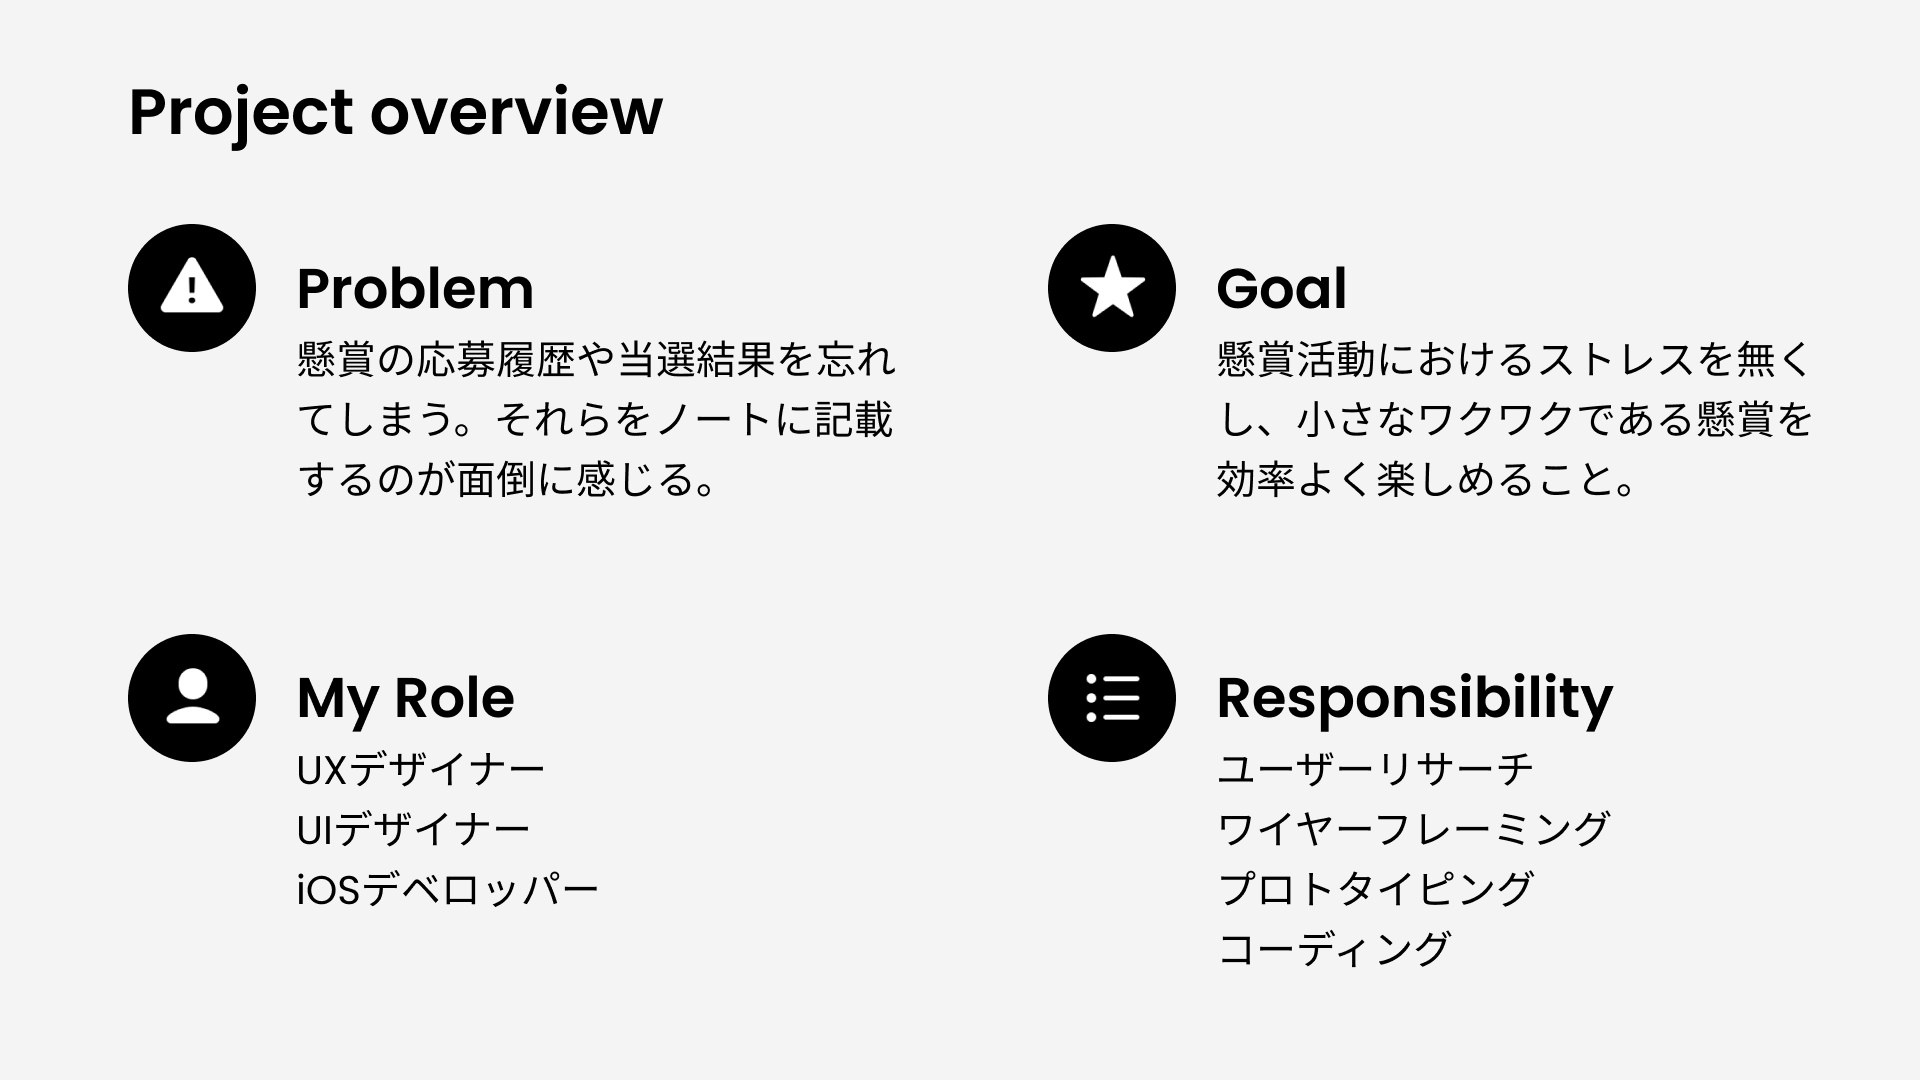 Project overview
Problem
懸賞の応募履歴や当選結果を忘れ
てしまう。それらをノートに記載
するのが面倒に感じる。
Goal
懸賞活動におけるストレスを無く
し、小さなワクワクである懸賞を
効率よく楽しめること。
My Role
UXデザイナー
UIデザイナー
iOSデベロッパー
Responsibility
ユーザーリサーチ
ワイヤーフレーミング
プロトタイピング
コーディング